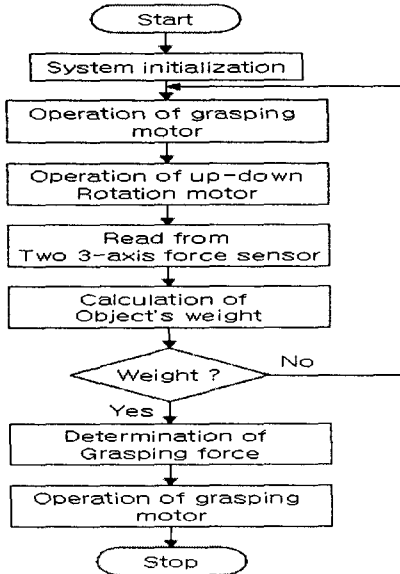 Start
System initialization
Operation of grasping
motor
Operation of up-down
Rotation motor
Read from
Two 3-axis force sensor
Calculation of
Object's weight
Weight ?
No
Yes
Determination of
Grasping force
Operation of grasping
motor
Stop